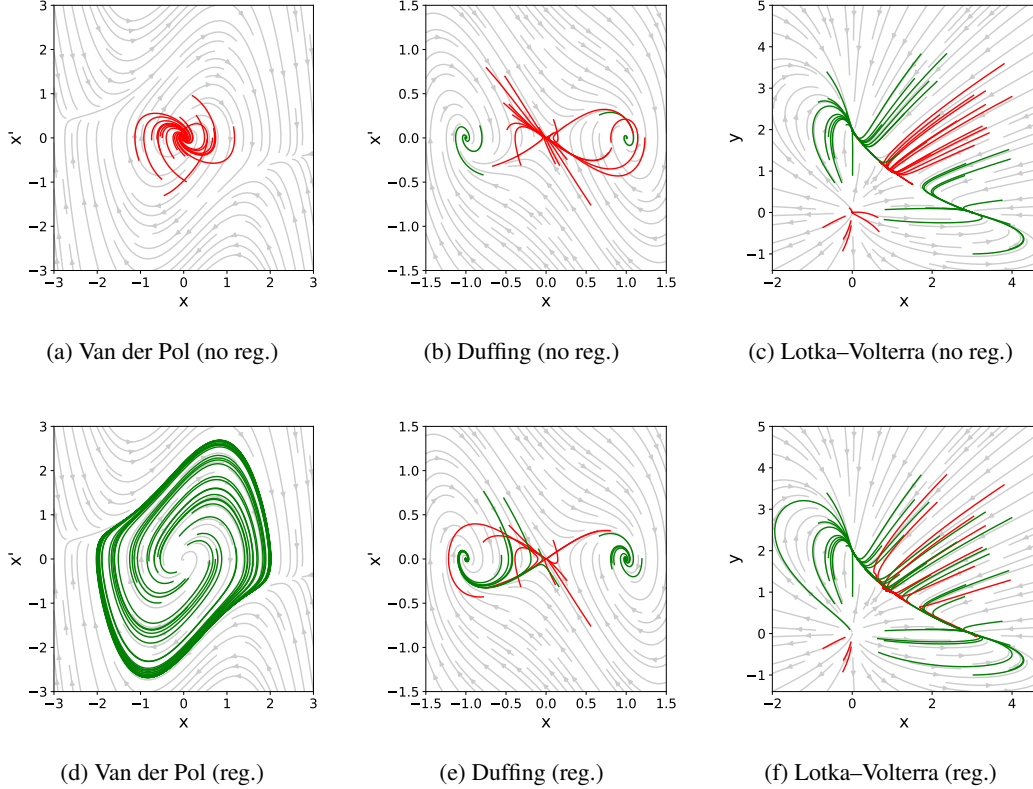 3
2
1
0
−1
−2
−3
−3 −2 −1 0 1 2 3
x'
x
1.5
1.0
0.5
0.0
−0.5
−1.0
−1.5
−1.5 −1.0 −0.5 0.0 0.5 1.0 1.5
x'
x
5
4
3
2
1
0
−1
−2 0 2 4
y
x
(a) Van der Pol (no reg.)
(b) Duffing (no reg.)
(c) Lotka–Volterra (no reg.)
3
2
1
0
−1
−2
−3
−3 −2 −1 0 1 2 3
x'
x
1.5
1.0
0.5
0.0
−0.5
−1.0
−1.5
−1.5 −1.0 −0.5 0.0 0.5 1.0 1.5
x'
x
5
4
3
2
1
0
−1
−2 0 2 4
y
x
(d) Van der Pol (reg.)
(e) Duffing (reg.)
(f) Lotka–Volterra (reg.)